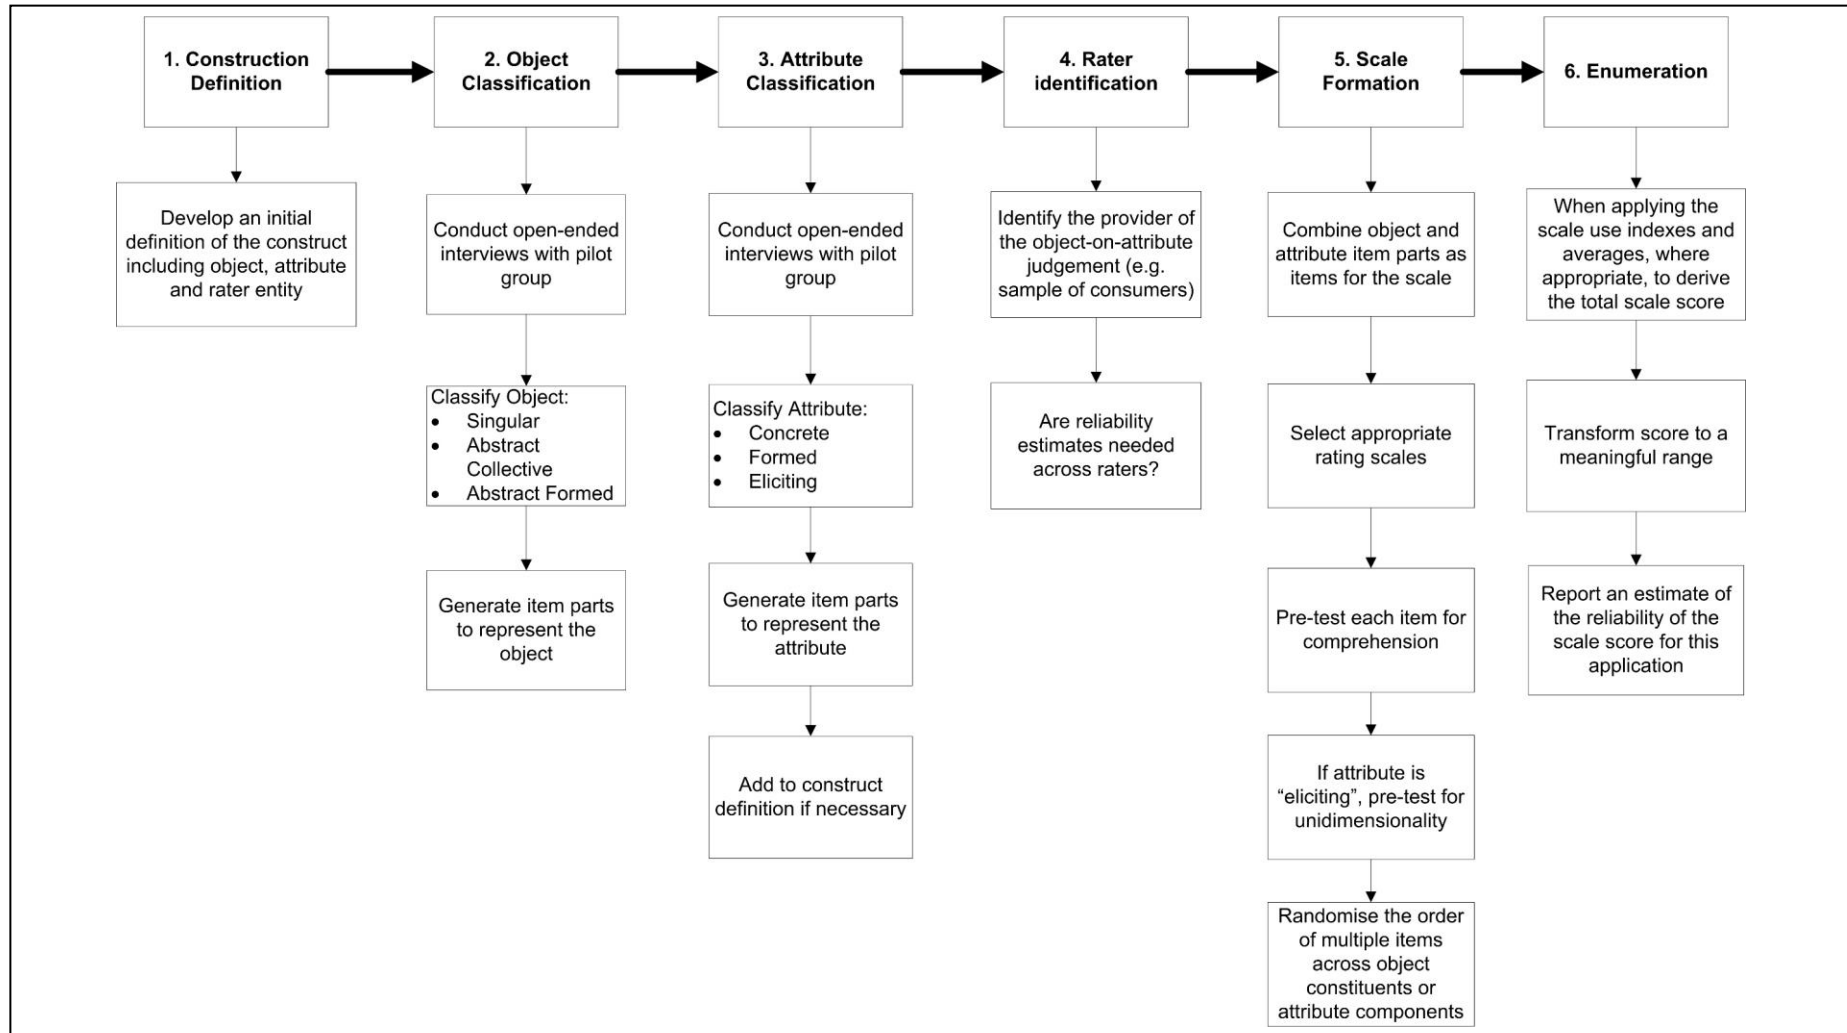 1. Construction
Definition
2. Object
Classification
3. Attribute
Classification
4. Rater
identification
5. Scale
Formation
6. Enumeration
Develop an initial
definition of the construct
including object, attribute
and rater entity
Conduct open-ended
interviews with pilot
group
Classify Object:
• Singular
• Abstract
Collective
• Abstract Formed
Generate item parts
to represent the
object
Conduct open-ended
interviews with pilot
group
Classify Attribute:
• Concrete
• Formed
• Eliciting
Generate item parts
to represent the
attribute
Add to construct
definition if necessary
Identify the provider of
the object-on-attribute
judgement (e.g.
sample of consumers)
Are reliability
estimates needed
across raters?
Combine object and
attribute item parts as
items for the scale
Select appropriate
rating scales
Pre-test each item for
comprehension
If attribute is
“eliciting”, pre-test for
unidimensionality
Randomise the order
of multiple items
across object
constituents or
attribute components
When applying the
scale use indexes and
averages, where
appropriate, to derive
the total scale score
Transform score to a
meaningful range
Report an estimate of
the reliability of the
scale score for this
application